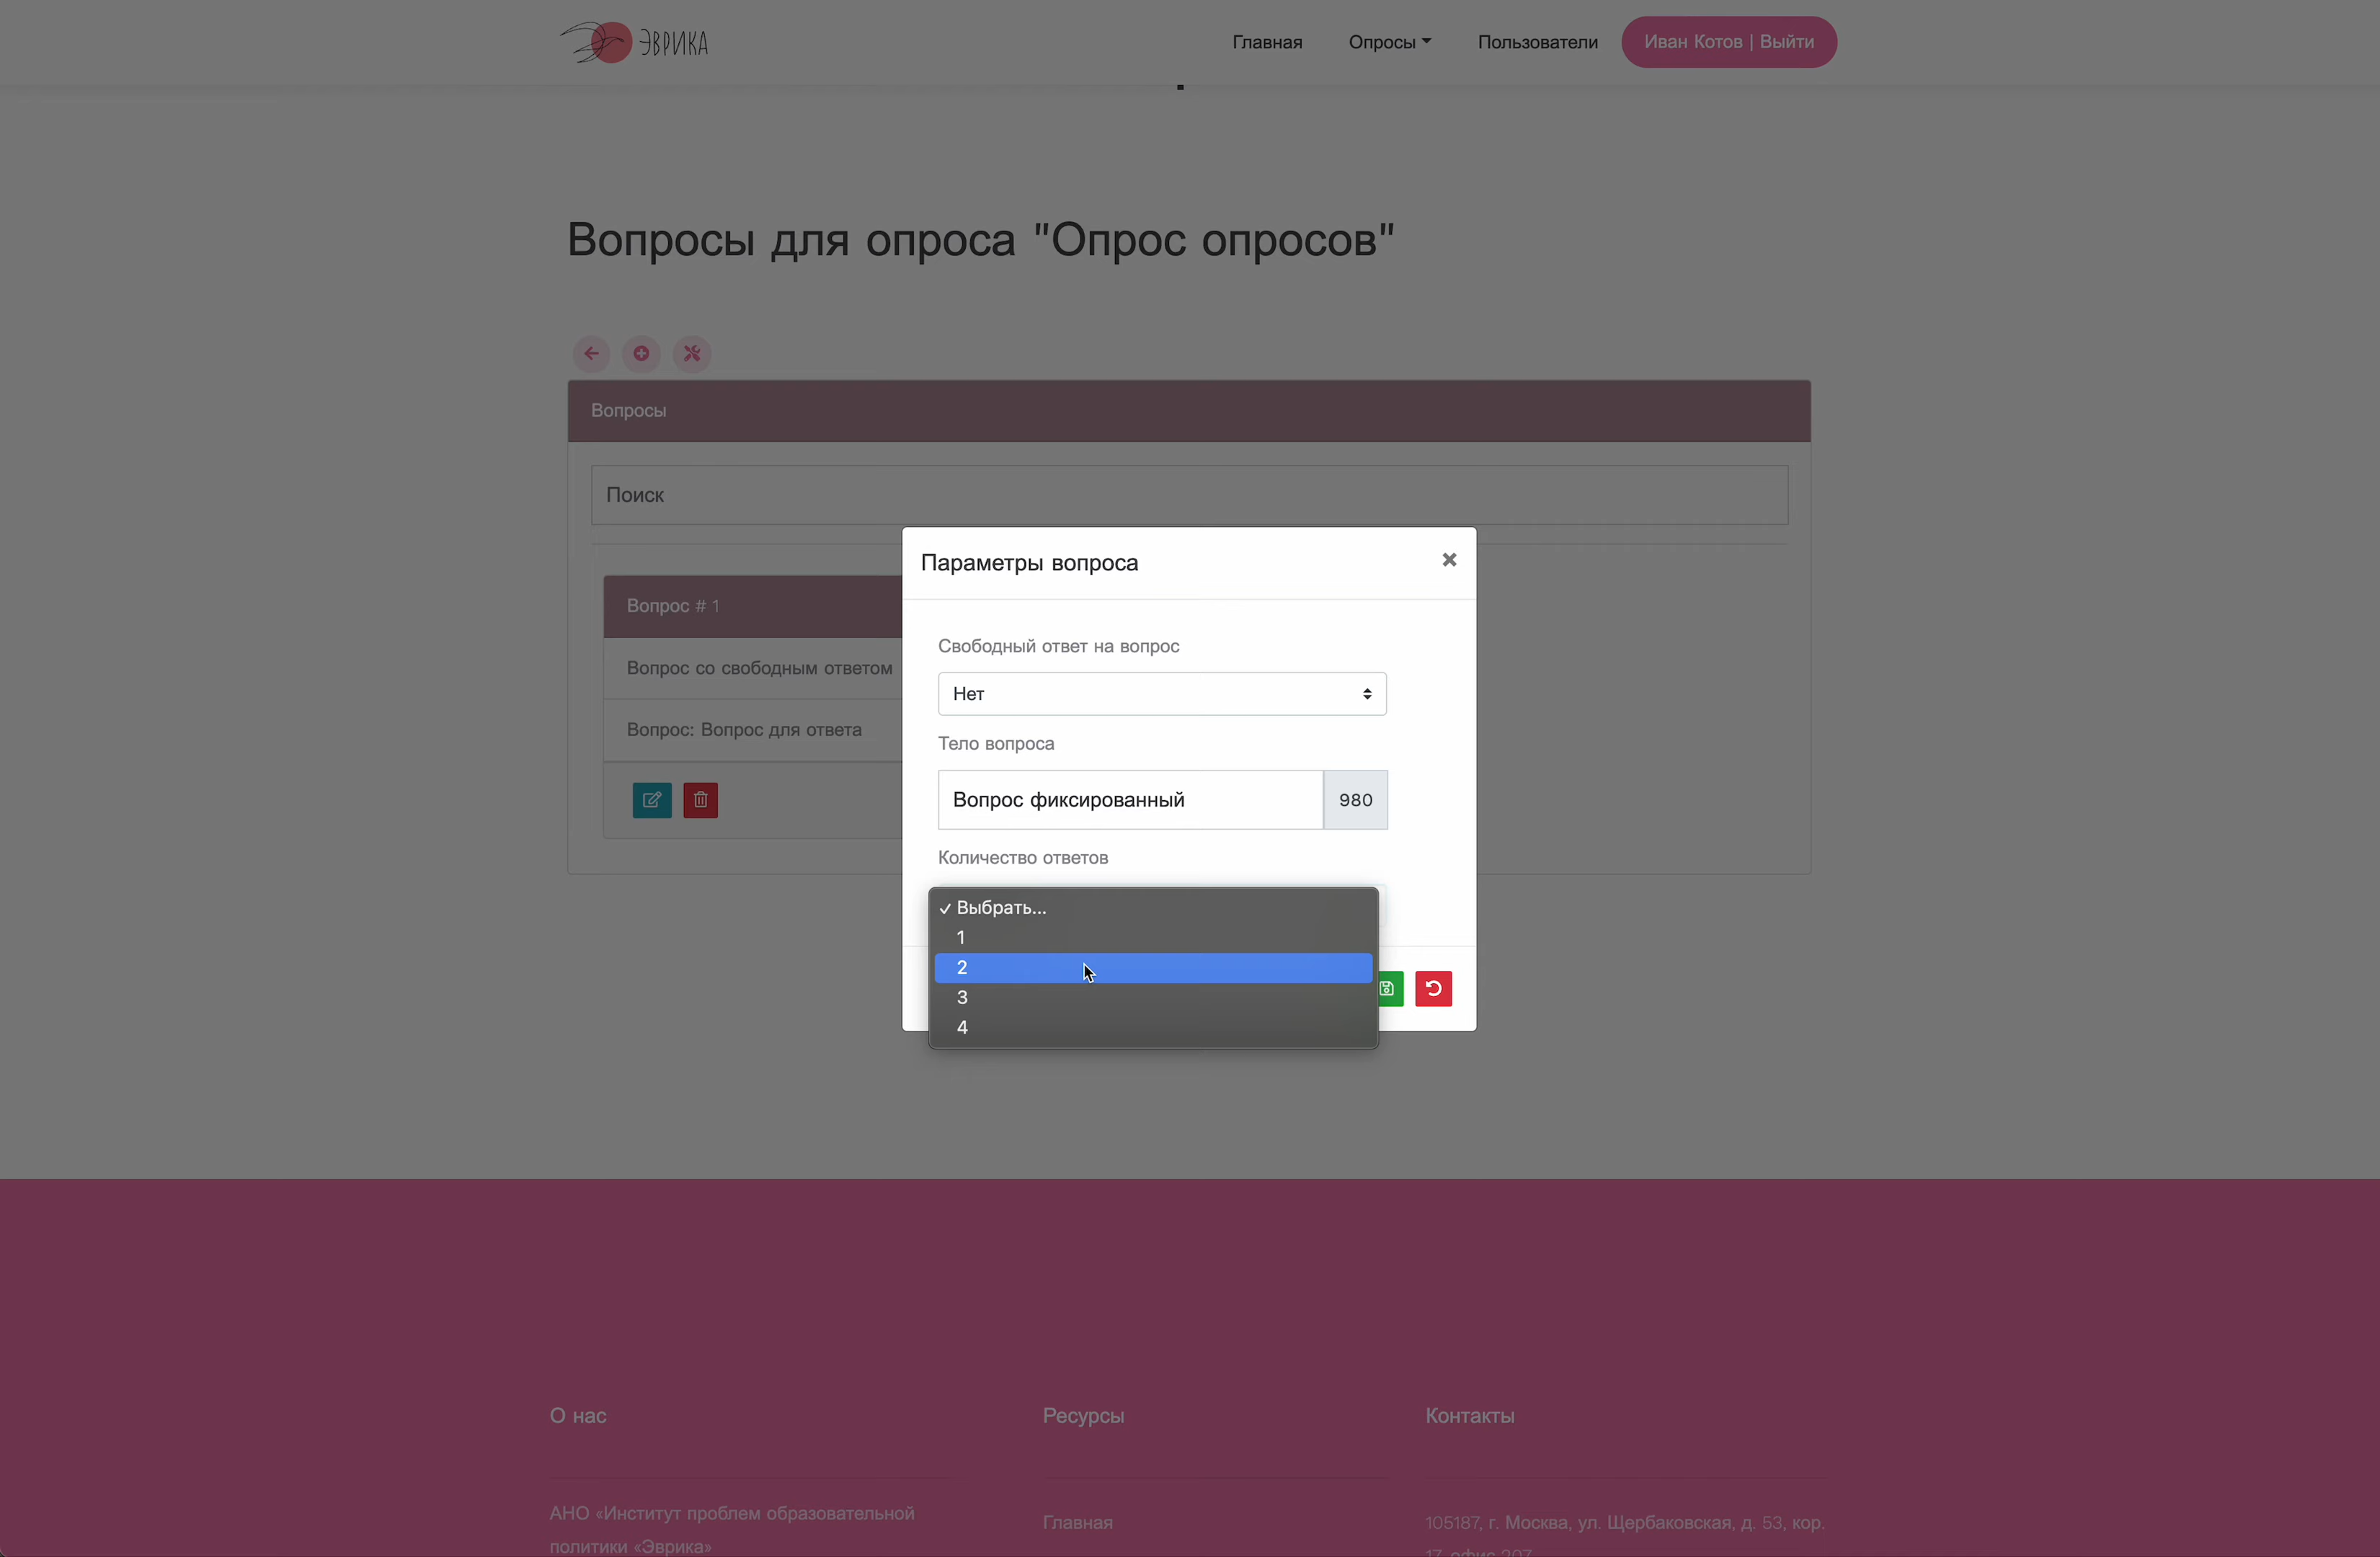 ЭВРИКА
Главная
Опросы
Пользователи
Иван Котов | Выйти
Вопросы для опроса "Опрос опросов"
Вопросы
Поиск
Вопрос # 1
Вопрос со свободным ответом
Вопрос: Вопрос для ответа
Параметры вопроса
Свободный ответ на вопрос
Нет
Тело вопроса
Вопрос фиксированный
980
Количество ответов
Выбрать...
1
2
3
4
О нас
АНО «Институт проблем образовательной
политики «Эврика»
Ресурсы
Главная
Контакты
105187, г. Москва, ул. Щербаковская, д. 53, кор.
17, офис 207